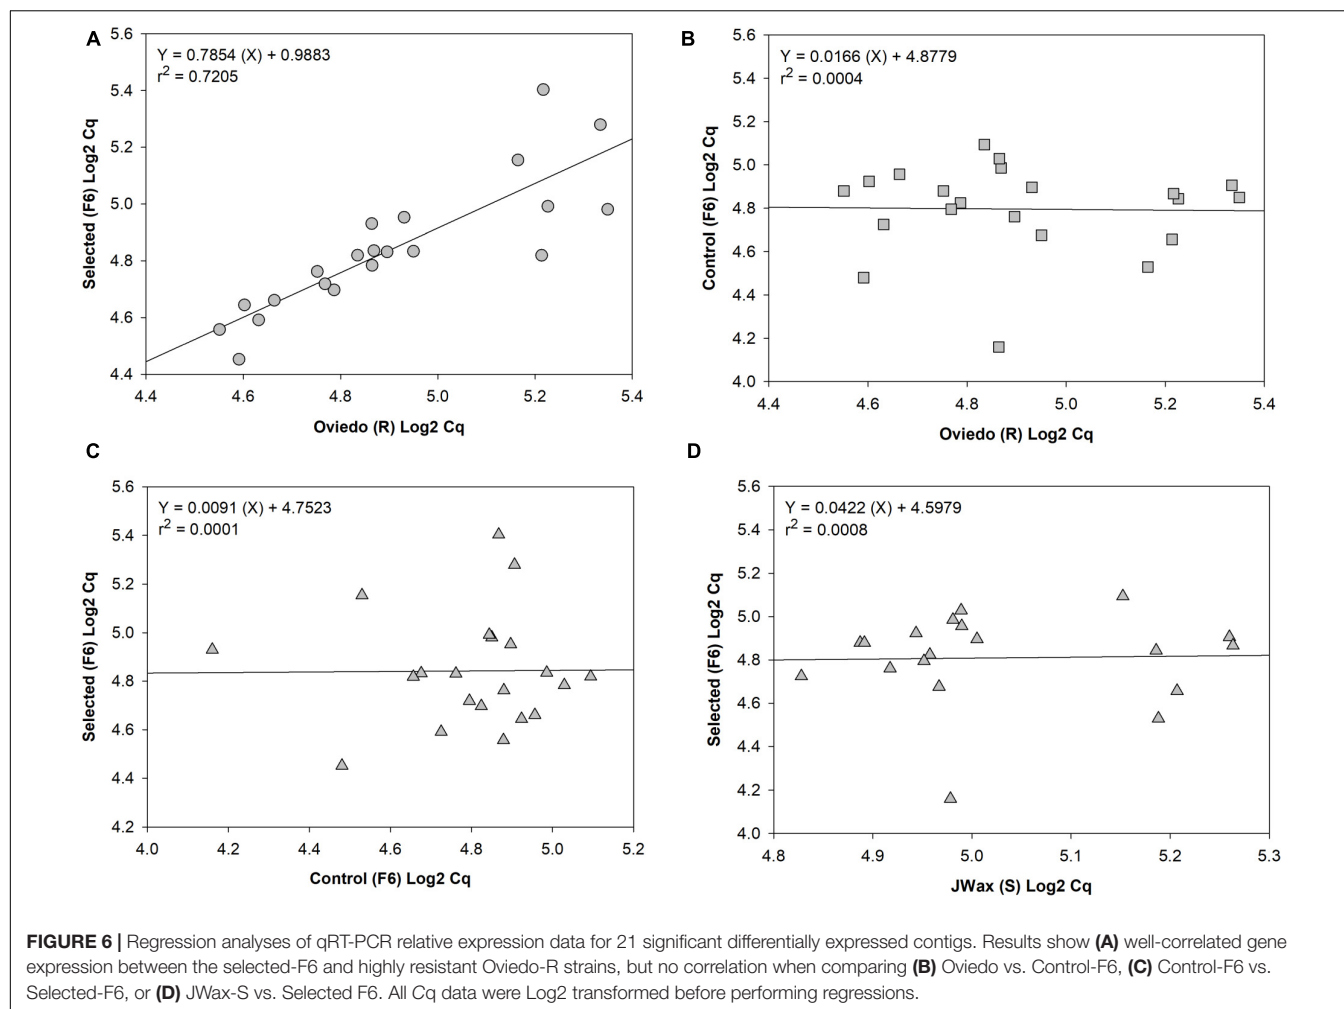 A
Y = 0.7854 (X) + 0.9883
r2 = 0.7205
5.6
5.4
5.2
5.0
4.8
4.6
4.4
Selected (F6) Log2 Cq
4.4 4.6 4.8 5.0 5.2 5.4
Oviedo (R) Log2 Cq
B
Y = 0.0166 (X) + 4.8779
r2 = 0.0004
5.6
5.4
5.2
5.0
4.8
4.6
4.4
4.2
4.0
Control (F6) Log2 Cq
4.4 4.6 4.8 5.0 5.2 5.4
Oviedo (R) Log2 Cq
C
Y = 0.0091 (X) + 4.7523
r2 = 0.0001
5.6
5.4
5.2
5.0
4.8
4.6
4.4
4.2
Selected (F6) Log2 Cq
4.0 4.2 4.4 4.6 4.8 5.0 5.2
Control (F6) Log2 Cq
D
Y = 0.0422 (X) + 4.5979
r2 = 0.0008
5.6
5.4
5.2
5.0
4.8
4.6
4.4
4.2
4.0
Selected (F6) Log2 Cq
4.8 4.9 5.0 5.1 5.2 5.3
JWax (S) Log2 Cq
FIGURE 6 | Regression analyses of qRT-PCR relative expression data for 21 significant differentially expressed contigs. Results show (A) well-correlated gene
expression between the selected-F6 and highly resistant Oviedo-R strains, but no correlation when comparing (B) Oviedo vs. Control-F6, (C) Control-F6 vs.
Selected-F6, or (D) JWax-S vs. Selected F6. All Cq data were Log2 transformed before performing regressions.